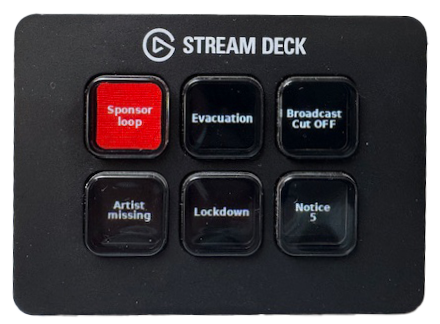 STREAM DECK
Sponsor
loop
Evacuation
Broadcast
Cut OFF
Artist
missing
Lockdown
Notice
5